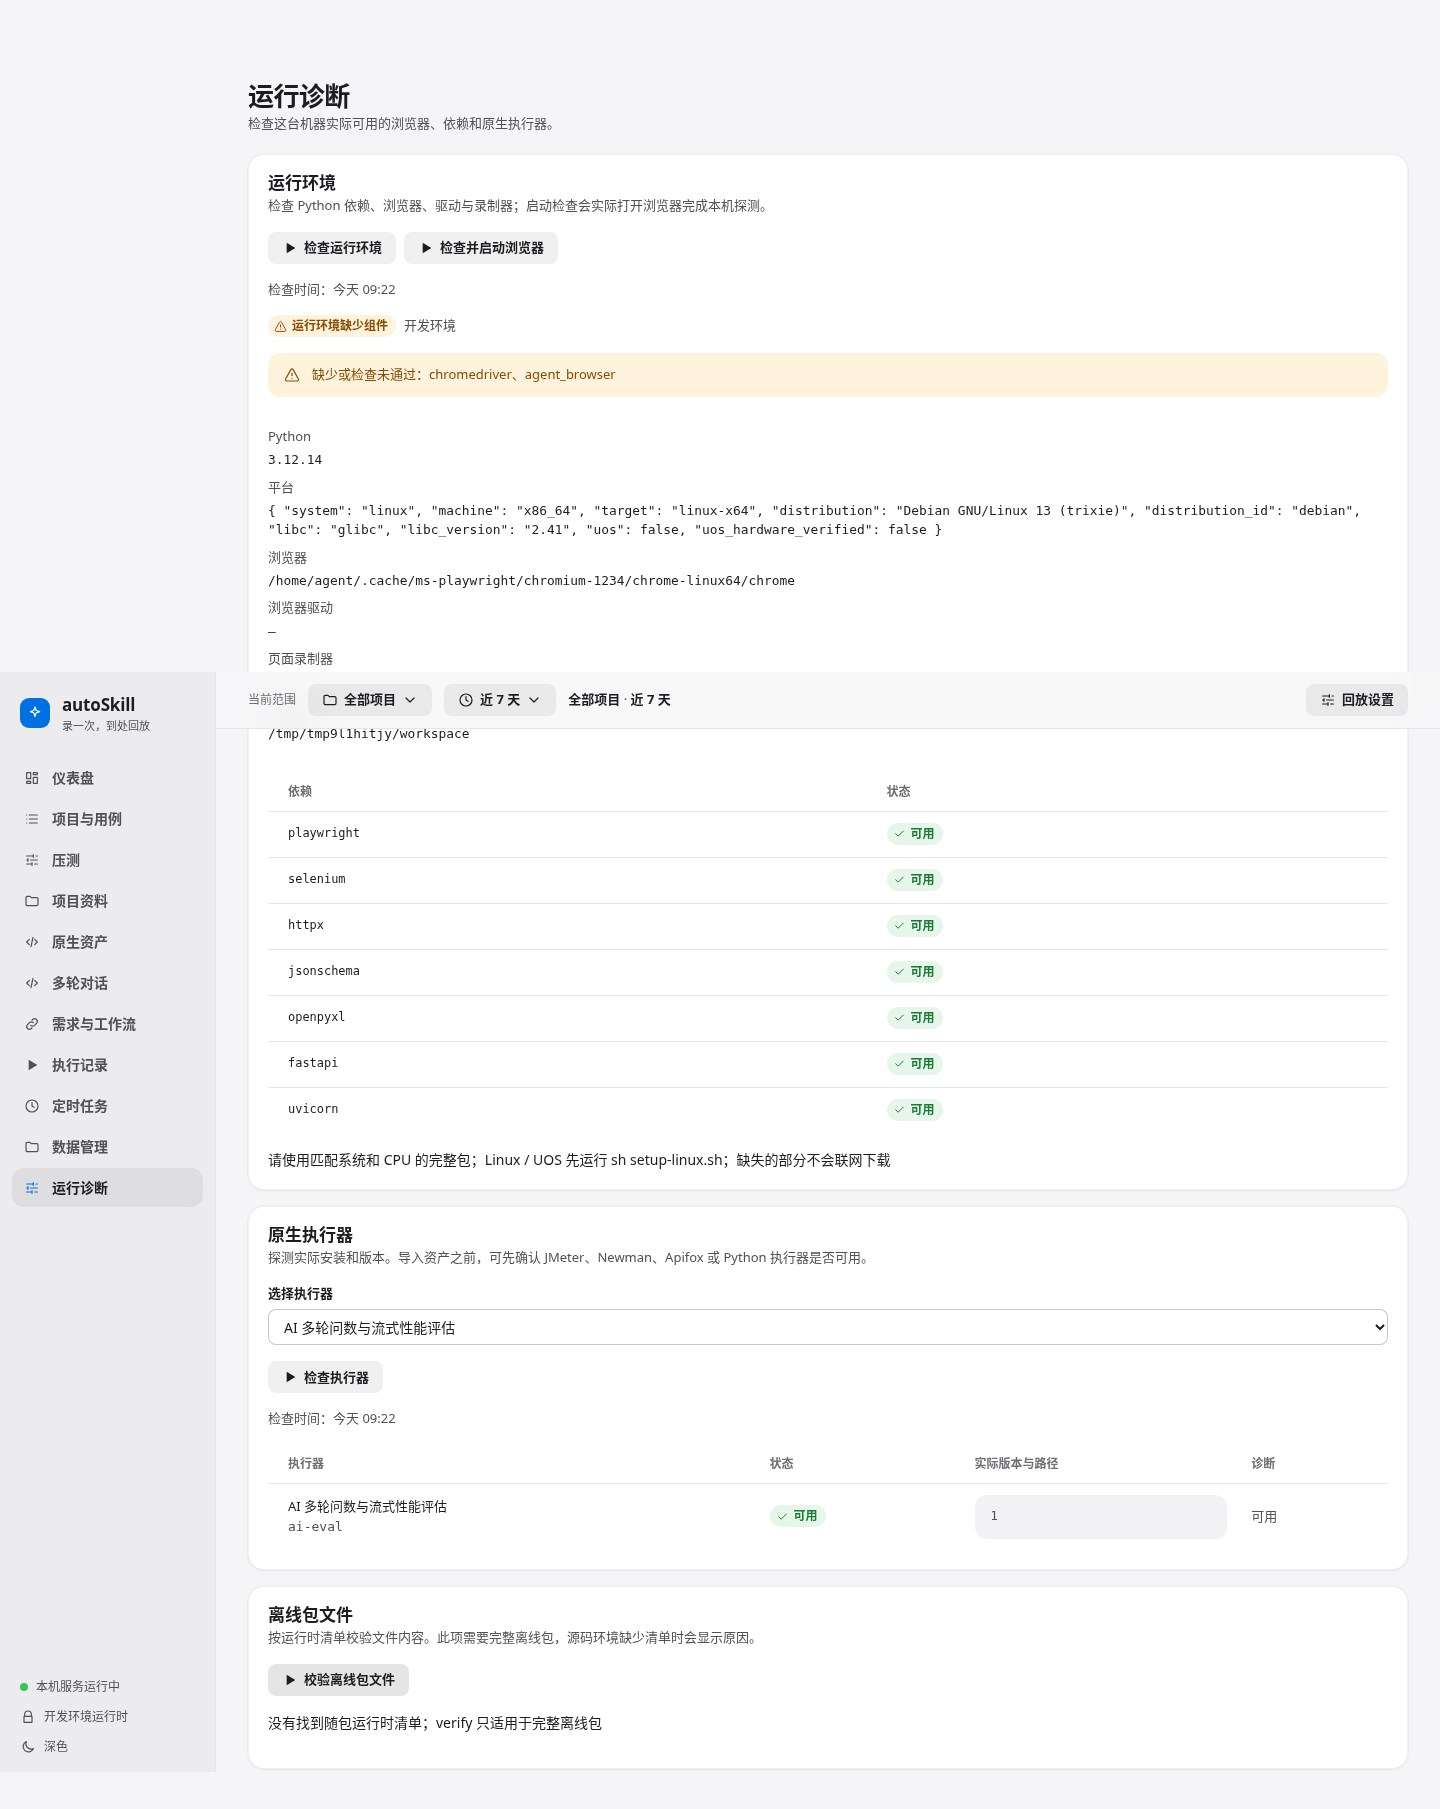 运行诊断
检查这台机器实际可用的浏览器、依赖和原生执行器。
运行环境
检查 Python 依赖、浏览器、驱动与录制器；启动检查会实际打开浏览器完成本机探测。
检查运行环境
检查并启动浏览器
检查时间：今天 09:22
运行环境缺少组件 开发环境
缺少或检查未通过：chromedriver、agent_browser
Python
3.12.14
平台
{ "system": "linux", "machine": "x86_64", "target": "linux-x64", "distribution": "Debian GNU/Linux 13 (trixie)", "distribution_id": "debian",
"libc": "glibc", "libc_version": "2.41", "uos": false, "uos_hardware_verified": false }
浏览器
/home/agent/.cache/ms-playwright/chromium-1234/chrome-linux64/chrome
浏览器驱动
—
页面录制器
autoSkill
录一次，到处回放
仪表盘
项目与用例
压测
项目资料
原生资产
多轮对话
需求与工作流
执行记录
定时任务
数据管理
运行诊断
本机服务运行中
开发环境运行时
深色
当前范围
全部项目
近 7 天
全部项目 · 近 7 天
回放设置
/tmp/tmp9l1hitjy/workspace
依赖 状态
playwright 可用
selenium 可用
httpx 可用
jsonschema 可用
openpyxl 可用
fastapi 可用
uvicorn 可用
请使用匹配系统和 CPU 的完整包；Linux / UOS 先运行 sh setup-linux.sh；缺失的部分不会联网下载
原生执行器
探测实际安装和版本。导入资产之前，可先确认 JMeter、Newman、Apifox 或 Python 执行器是否可用。
选择执行器
AI 多轮问数与流式性能评估
检查执行器
检查时间：今天 09:22
执行器 状态 实际版本与路径 诊断
AI 多轮问数与流式性能评估
ai-eval
可用 1 可用
离线包文件
按运行时清单校验文件内容。此项需要完整离线包，源码环境缺少清单时会显示原因。
校验离线包文件
没有找到随包运行时清单；verify 只适用于完整离线包